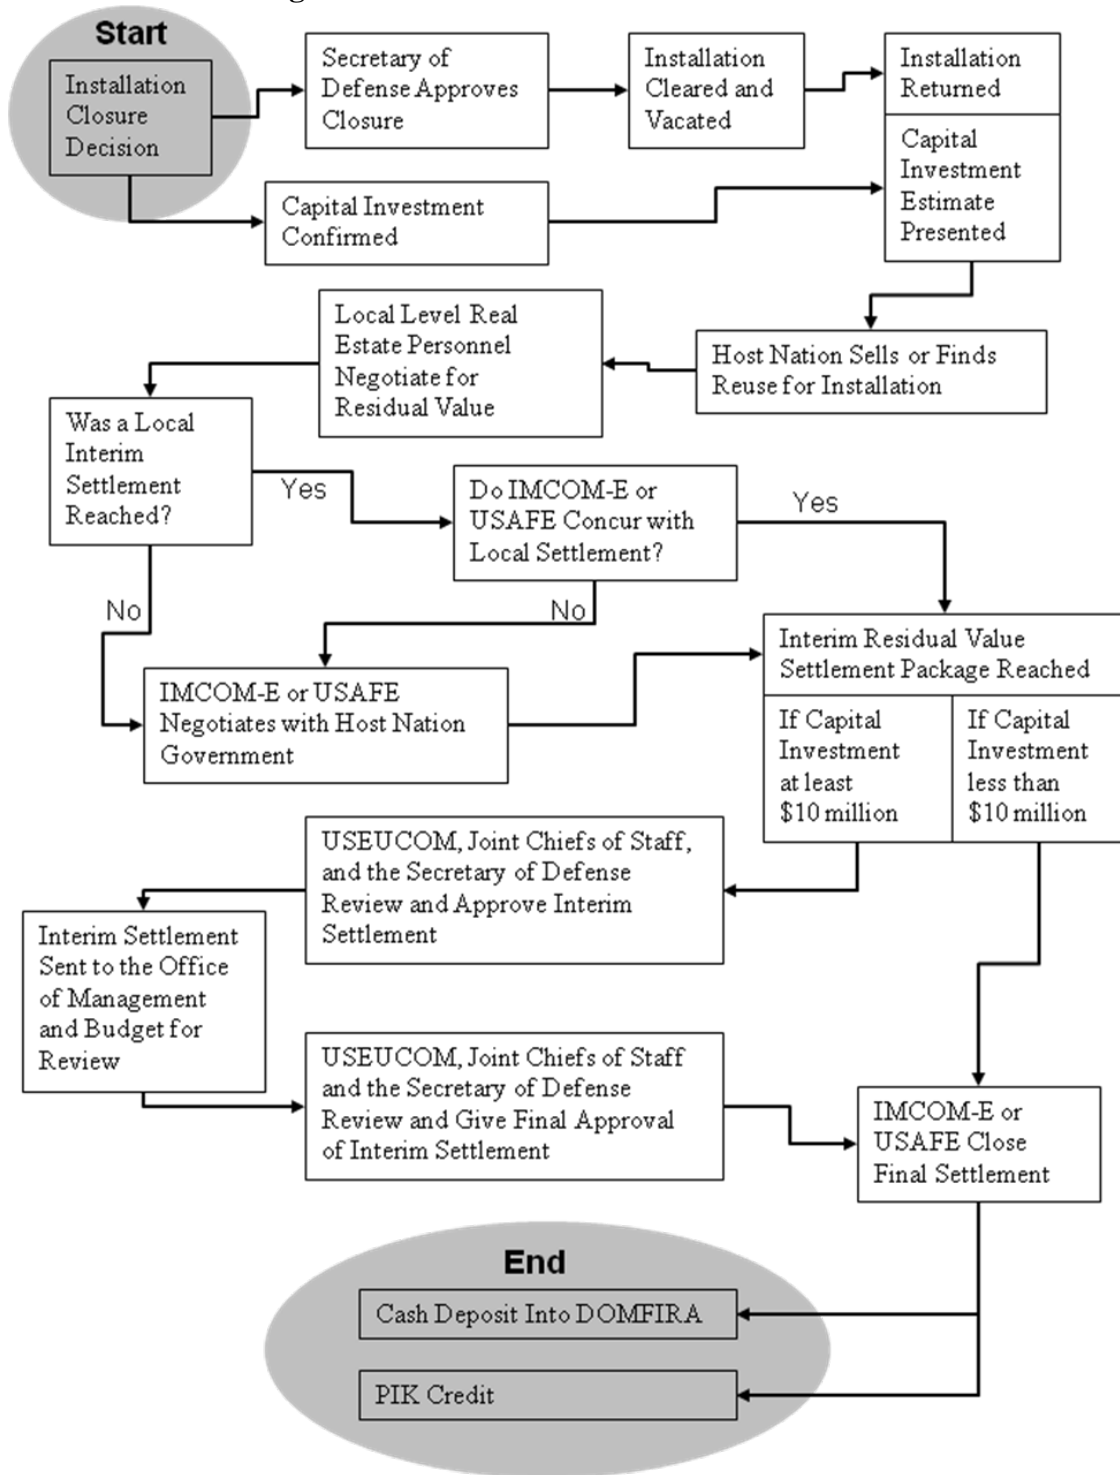 Start
Installation
Closure
Decision
Secretary of
Defense Approves
Closure
Installation
Cleared and
Vacated
Installation
Returned
Capital
Investment
Estimate
Presented
Capital Investment
Confirmed
Host Nation Sells or Finds
Reuse for Installation
Local Level Real
Estate Personnel
Negotiate for
Residual Value
Was a Local
Interim
Settlement
Reached?
Yes
Do IMCOM-E or
USAFE Concur with
Local Settlement?
Yes
No
No
IMCOM-E or USAFE
Negotiates with Host Nation
Government
Interim Residual Value
Settlement Package Reached
If Capital
Investment
at least
$10 million
If Capital
Investment
less than
$10 million
USEUCOM, Joint Chiefs of Staff,
and the Secretary of Defense
Review and Approve Interim
Settlement
Interim Settlement
Sent to the Office
of Management
and Budget for
Review
USEUCOM, Joint Chiefs of Staff
and the Secretary of Defense
Review and Give Final Approval
of Interim Settlement
IMCOM-E or
USAFE Close
Final Settlement
End
Cash Deposit Into DOMFIRA
PIK Credit